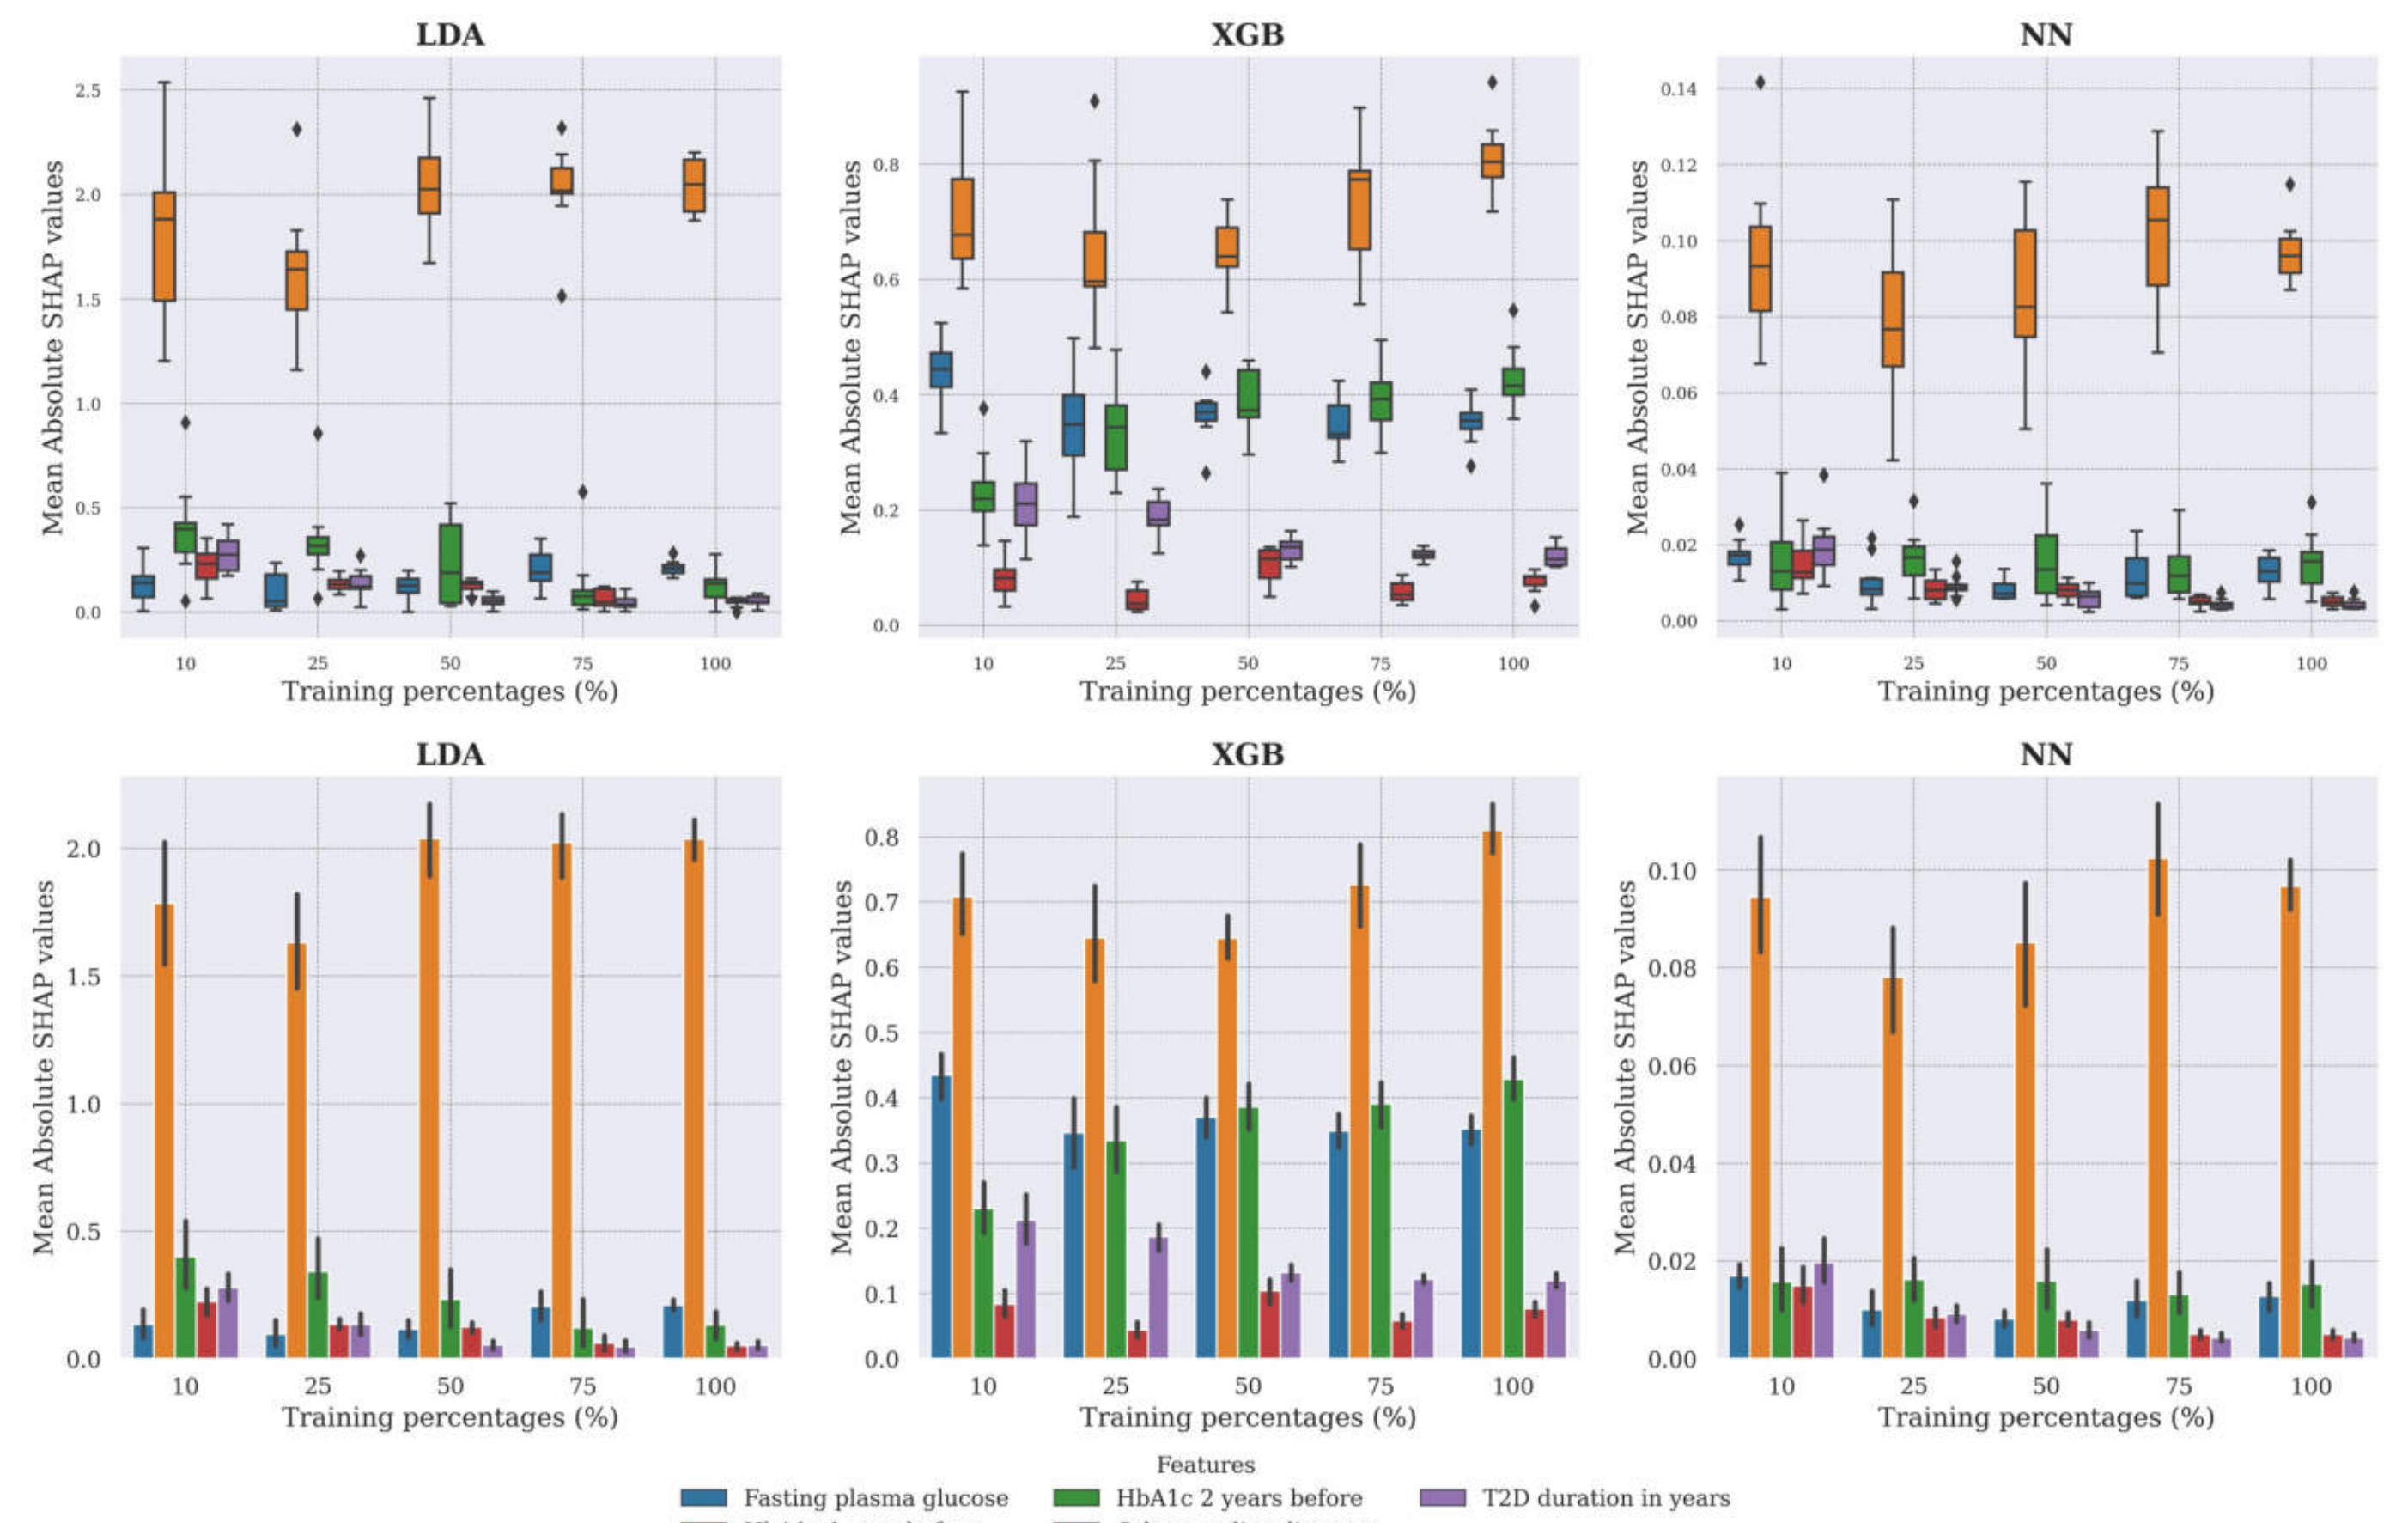 LDA XGB NN
Mean Absolute SHAP values
2.5
2.0
1.5
1.0
0.5
0.0
10 25 50 75 100
Training percentages (%)
Mean Absolute SHAP values
0.8
0.6
0.4
0.2
0.0
10 25 50 75 100
Training percentages (%)
Mean Absolute SHAP values
0.14
0.12
0.10
0.08
0.06
0.04
0.02
0.00
10 25 50 75 100
Training percentages (%)
LDA XGB NN
Mean Absolute SHAP values
2.0
1.5
1.0
0.5
0.0
10 25 50 75 100
Training percentages (%)
Mean Absolute SHAP values
0.8
0.7
0.6
0.5
0.4
0.3
0.2
0.1
0.0
10 25 50 75 100
Training percentages (%)
Mean Absolute SHAP values
0.10
0.08
0.06
0.04
0.02
0.00
10 25 50 75 100
Training percentages (%)
Features
Fasting plasma glucose HbA1c 2 years before T2D duration in years